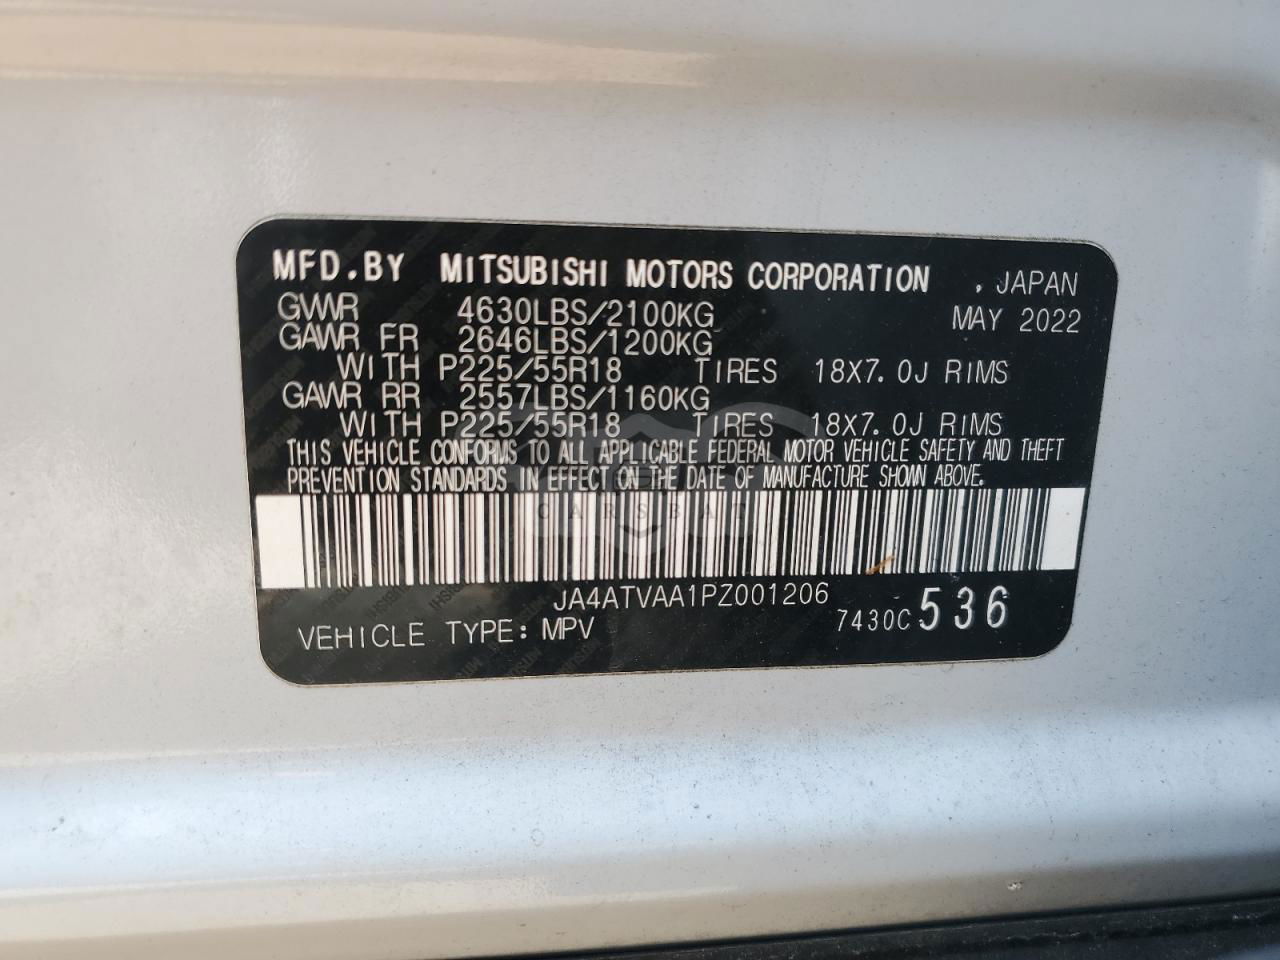 MFD.BY MITSUBISHI MOTORS CORPORATION , JAPAN
GVWR 4630LBS/2100KG MAY 2022
GAWR FR 2646LBS/1200KG
WITH P225/55R18 TIRES 18X7.0J RIMS
GAWR RR 2557LBS/1160KG
WITH P225/55R18 TIRES 18X7.0J RIMS
THIS VEHICLE CONFORMS TO ALL APPLICABLE FEDERAL MOTOR VEHICLE SAFETY AND THEFT
PREVENTION STANDARDS IN EFFECT ON THE DATE OF MANUFACTURE SHOWN ABOVE.
CARSBAT
JA4ATVAA1PZ001206
VEHICLE TYPE: MPV 7430C 536